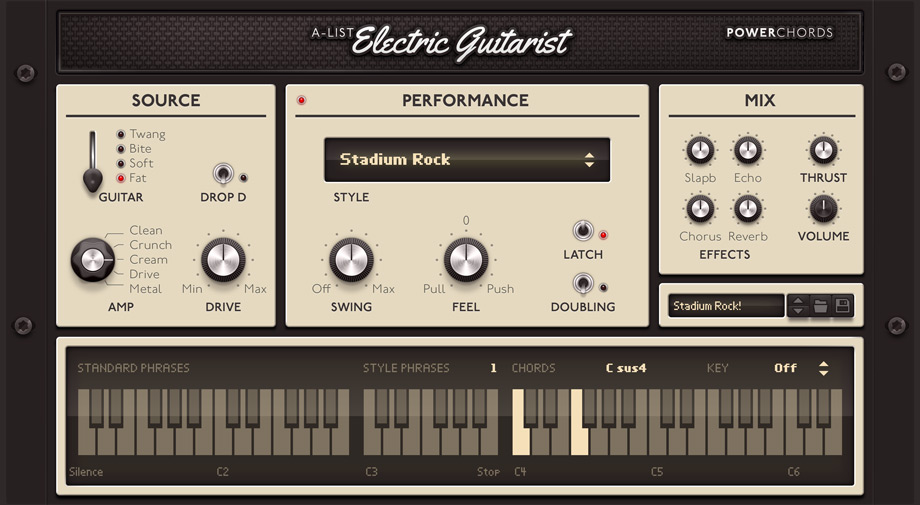 A-LIST Electric Guitarist
POWERCHORDS
SOURCE
Twang
Bite
Soft
Fat
GUITAR
DROP D
Clean
Crunch
Cream
Drive
Metal
AMP
Min Max
DRIVE
PERFORMANCE
Stadium Rock
STYLE
Off Max
SWING
0
Pull Push
FEEL
LATCH
DOUBLING
MIX
Slapb Echo
THRUST
Chorus Reverb
VOLUME
EFFECTS
Stadium Rock!
STANDARD PHRASES
STYLE PHRASES 1
CHORDS C sus4
KEY Off
Silence C2 C3 Stop C4 C5 C6